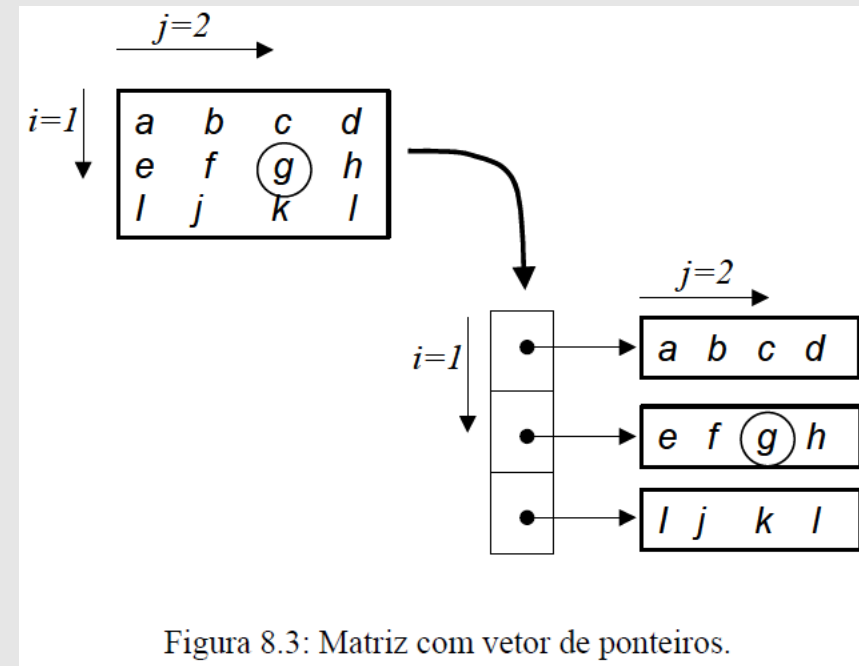 j=2
i=1
a b c d
e f g h
I j k l
j=2
i=1
a b c d
e f g h
I j k l
Figura 8.3: Matriz com vetor de ponteiros.